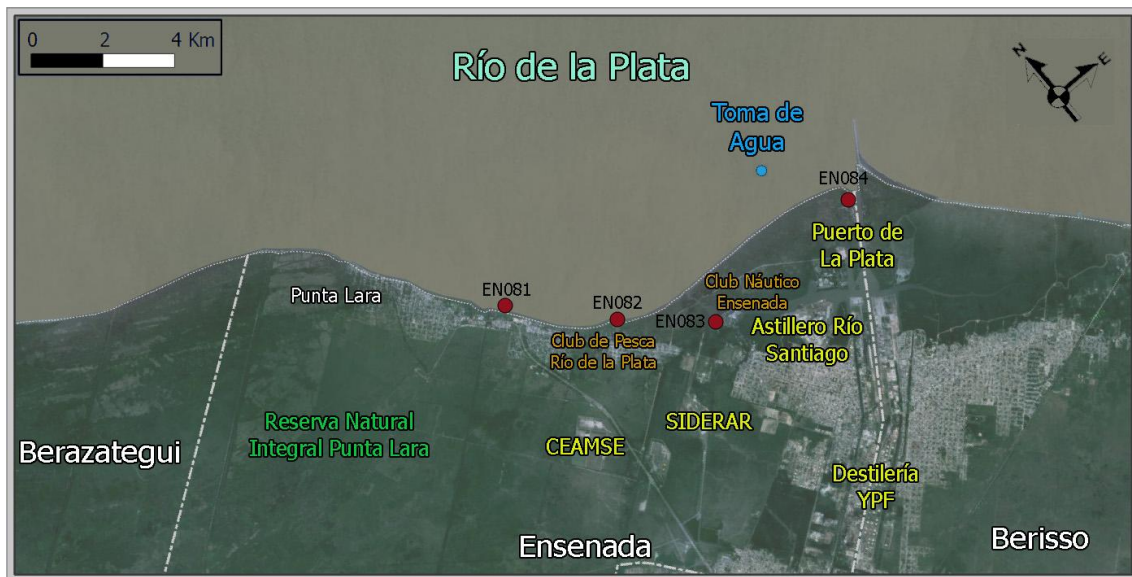 0 2 4 Km
Río de la Plata
N E
Toma de
Agua
EN084
Puerto de
La Plata
Punta Lara
EN081
EN082
EN083
Club Náutico
Ensenada
Club de Pesca
Río de la Plata
Astillero Río
Santiago
Reserva Natural
Integral Punta Lara
SIDERAR
CEAMSE
Berazategui
Destilería
YPF
Ensenada
Berisso